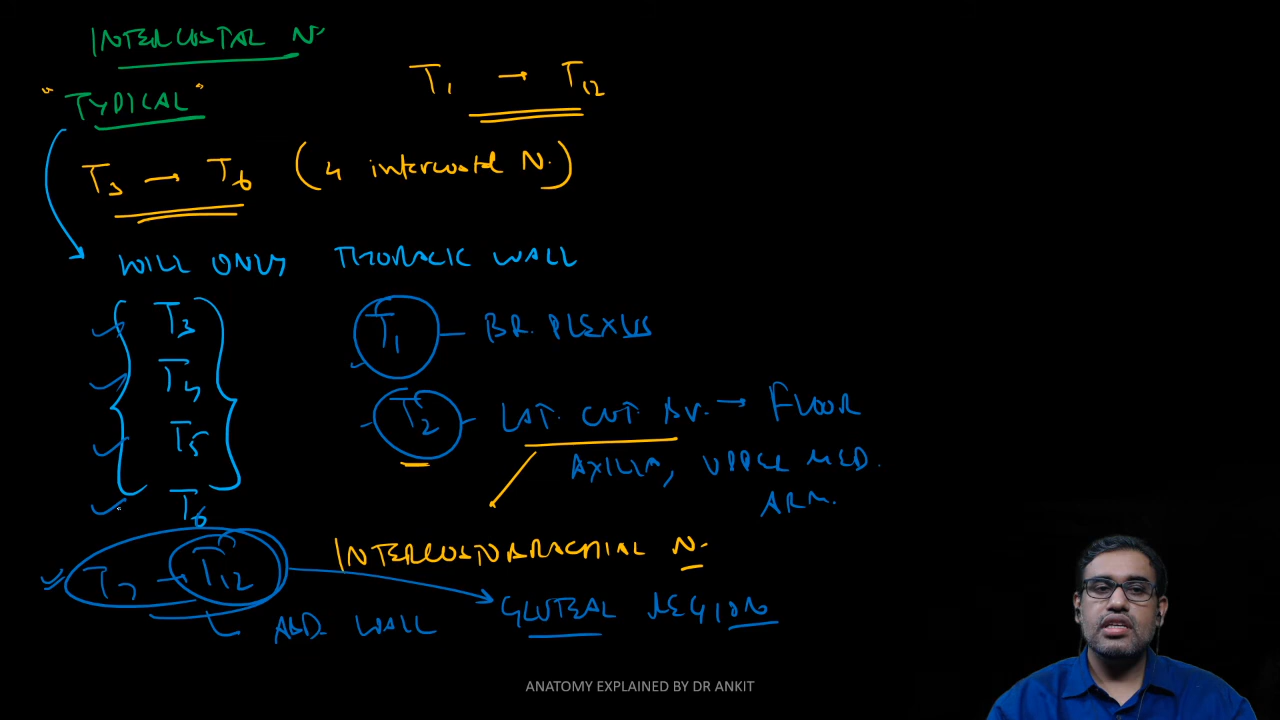 INTERCOSTAL N.
"TYPICAL"
T1 → T12
T3 → T6 (4 intercostal N.)
WILL ONLY THORACIC WALL
T3
T4
T5
T6
T1 - BR. PLEXUS
T2 - LAT. CUT. BR. → FLOOR
AXILLA, UPPER MED.
ARM.
INTERCOSTOBRACHIAL N.
T7 → T12
GLUTEAL REGION
ABD. WALL
ANATOMY EXPLAINED BY DR ANKIT